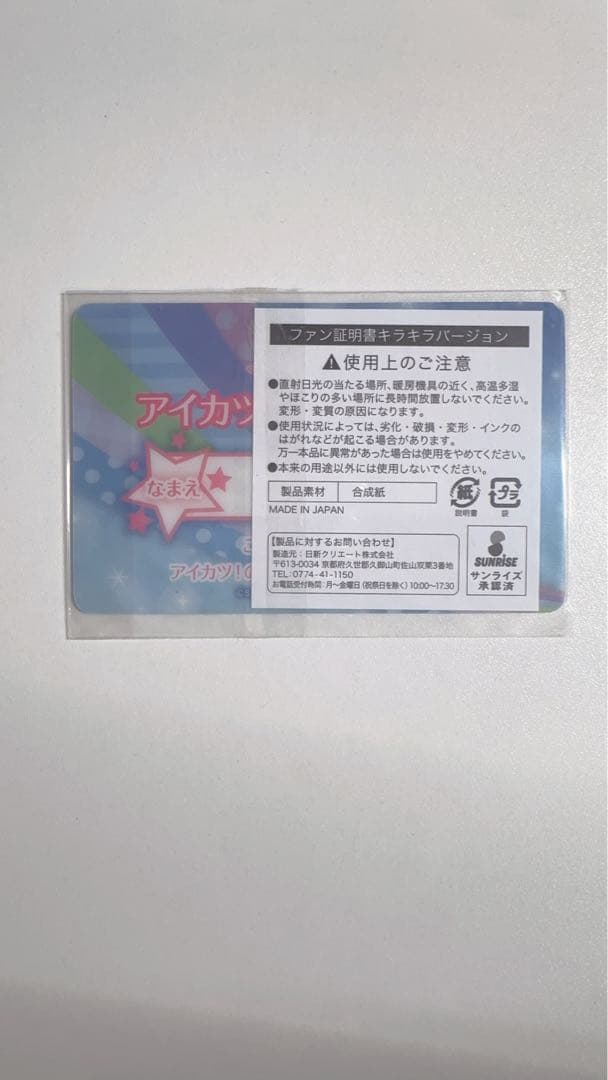 ファン証明書キラキラバージョン
⚠使用上のご注意
●直射日光の当たる場所、暖房機具の近く、高温多湿
やほこりの多い場所に長時間放置しないでください。
変形・変質の原因になります。
●使用状況によっては、劣化・破損・変形・インクの
はがれなどが起こる場合があります。
万一本品に異常があった場合は使用をやめてください。
●本来の用途以外には使用しないでください。
製品素材 合成紙
MADE IN JAPAN
紙
説明書
プラ
袋
【製品に対するお問い合わせ】
製造元：日新クリエート株式会社
〒613-0034 京都府久世郡久御山町佐山双栗3番地
TEL：0774-41-1150
お電話受付時間：月〜金曜日（祝祭日を除く）10:00〜17:30
SUNRISE
サンライズ
承認済
アイカツ
なまえ
アイカツ!の